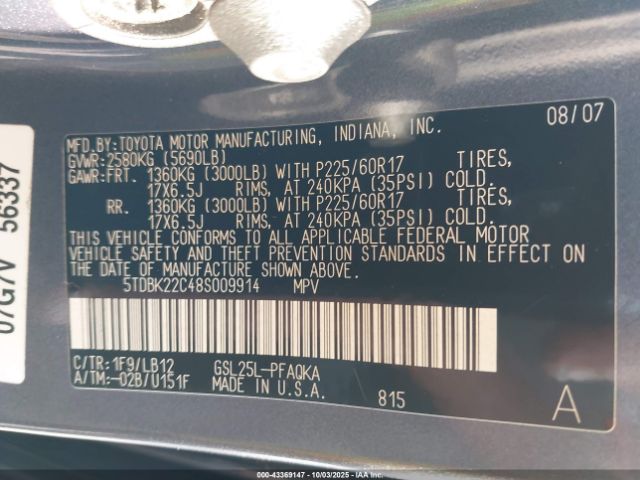 08/07
MFD.BY:TOYOTA MOTOR MANUFACTURING, INDIANA, INC.
GVWR:2580KG (5690LB)
GAWR:FRT. 1360KG (3000LB) WITH P225/60R17 TIRES,
17X6.5J RIMS, AT 240KPA (35PSI) COLD.
RR. 1360KG (3000LB) WITH P225/60R17 TIRES,
17X6.5J RIMS, AT 240KPA (35PSI) COLD.
THIS VEHICLE CONFORMS TO ALL APPLICABLE FEDERAL MOTOR
VEHICLE SAFETY AND THEFT PREVENTION STANDARDS IN EFFECT ON
THE DATE OF MANUFACTURE SHOWN ABOVE.
5TDBK22C48S009914 MPV
C/TR:1F9/LB12 GSL25L-PFAQKA
A/TM:-02B/U151F MADE IN U.S.A.
815 A
07G7V 56337
000-43369147 - 10/03/2025 - IAAI Holdings, Inc.